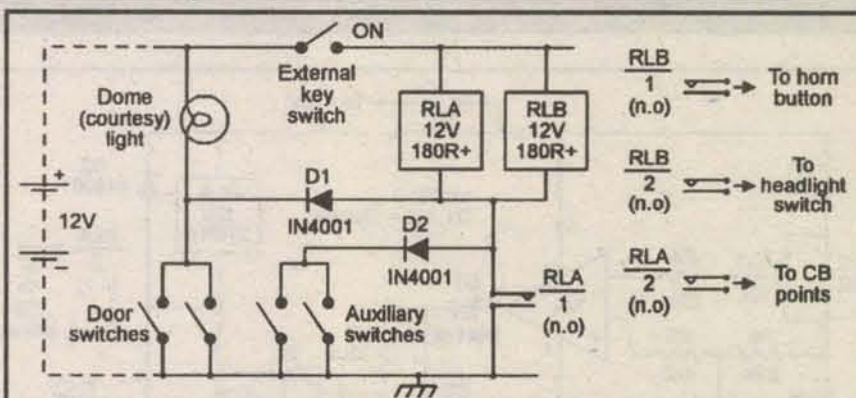 ON
External
key
switch
Dome
(courtesy)
light
RLA
12V
180R+
RLB
12V
180R+
RLB
1
(n.o)
To horn
button
D1
IN4001
RLB
2
(n.o)
To
headlight
switch
+
12V
-
D2
IN4001
Door
switches
Auxiliary
switches
RLA
1
(n.o)
RLA
2
(n.o)
To CB
points